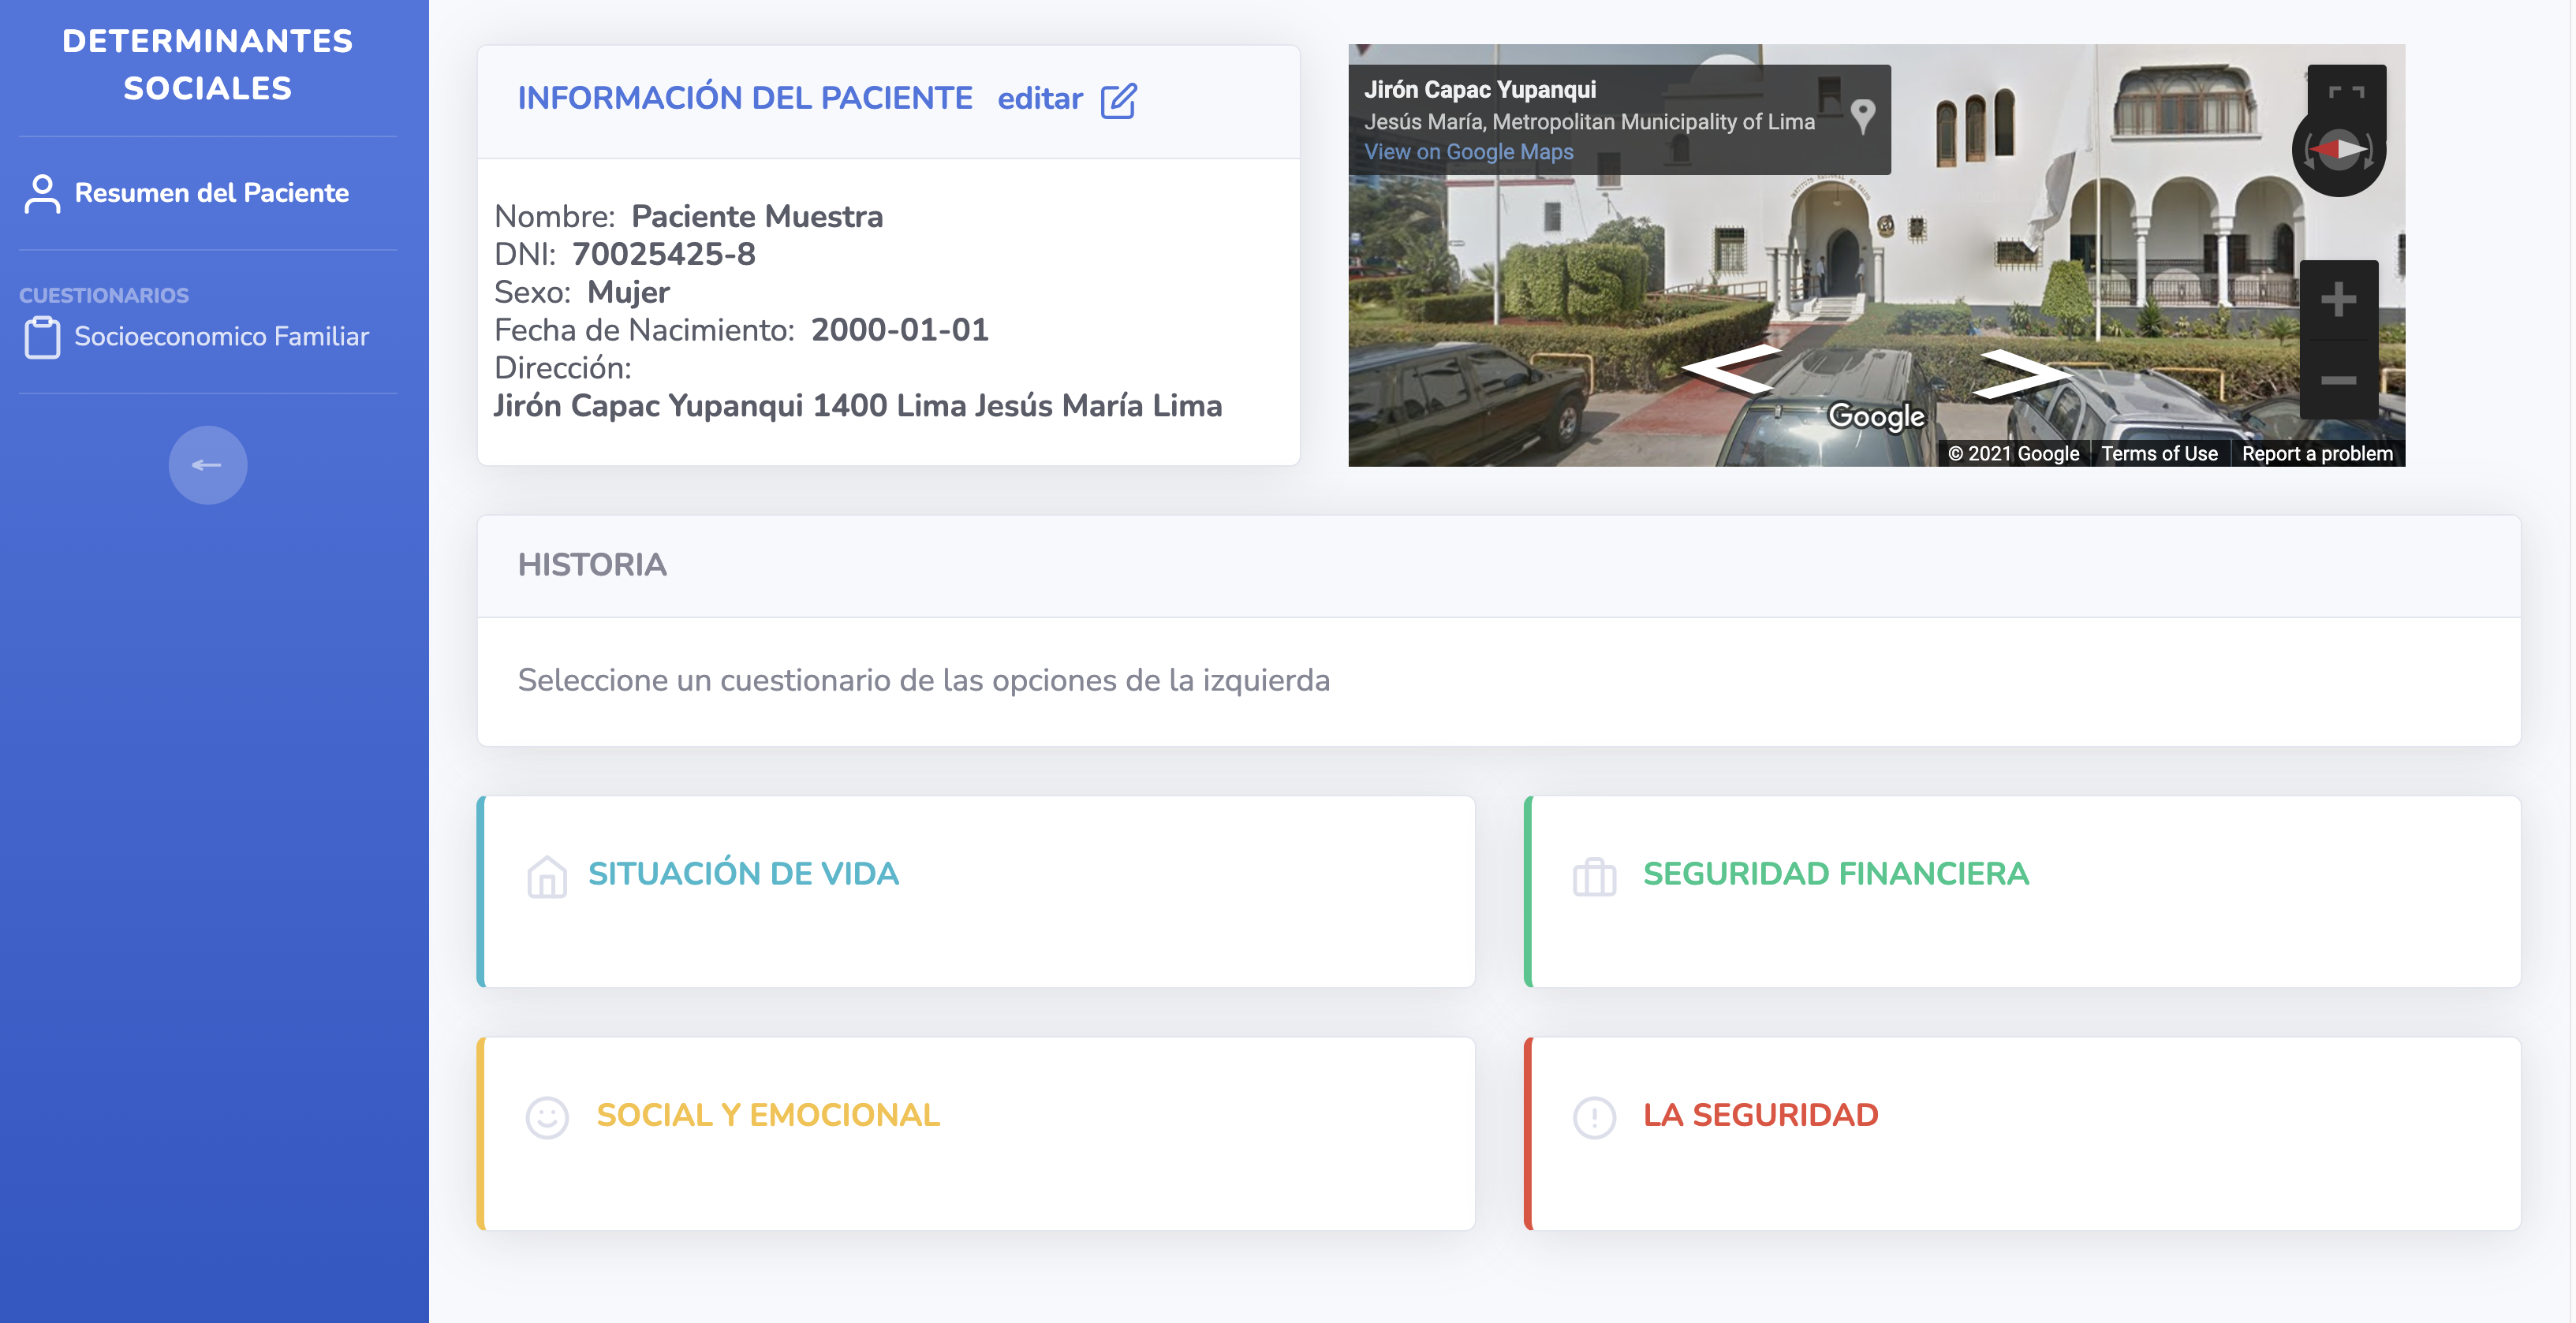 DETERMINANTES
SOCIALES
Resumen del Paciente
CUESTIONARIOS
Socioeconomico Familiar
INFORMACIÓN DEL PACIENTE editar
Nombre: Paciente Muestra
DNI: 70025425-8
Sexo: Mujer
Fecha de Nacimiento: 2000-01-01
Dirección:
Jirón Capac Yupanqui 1400 Lima Jesús María Lima
Jirón Capac Yupanqui
Jesús María, Metropolitan Municipality of Lima
View on Google Maps
INS
Google
© 2021 Google
Terms of Use
Report a problem
HISTORIA
Seleccione un cuestionario de las opciones de la izquierda
SITUACIÓN DE VIDA
SEGURIDAD FINANCIERA
SOCIAL Y EMOCIONAL
LA SEGURIDAD